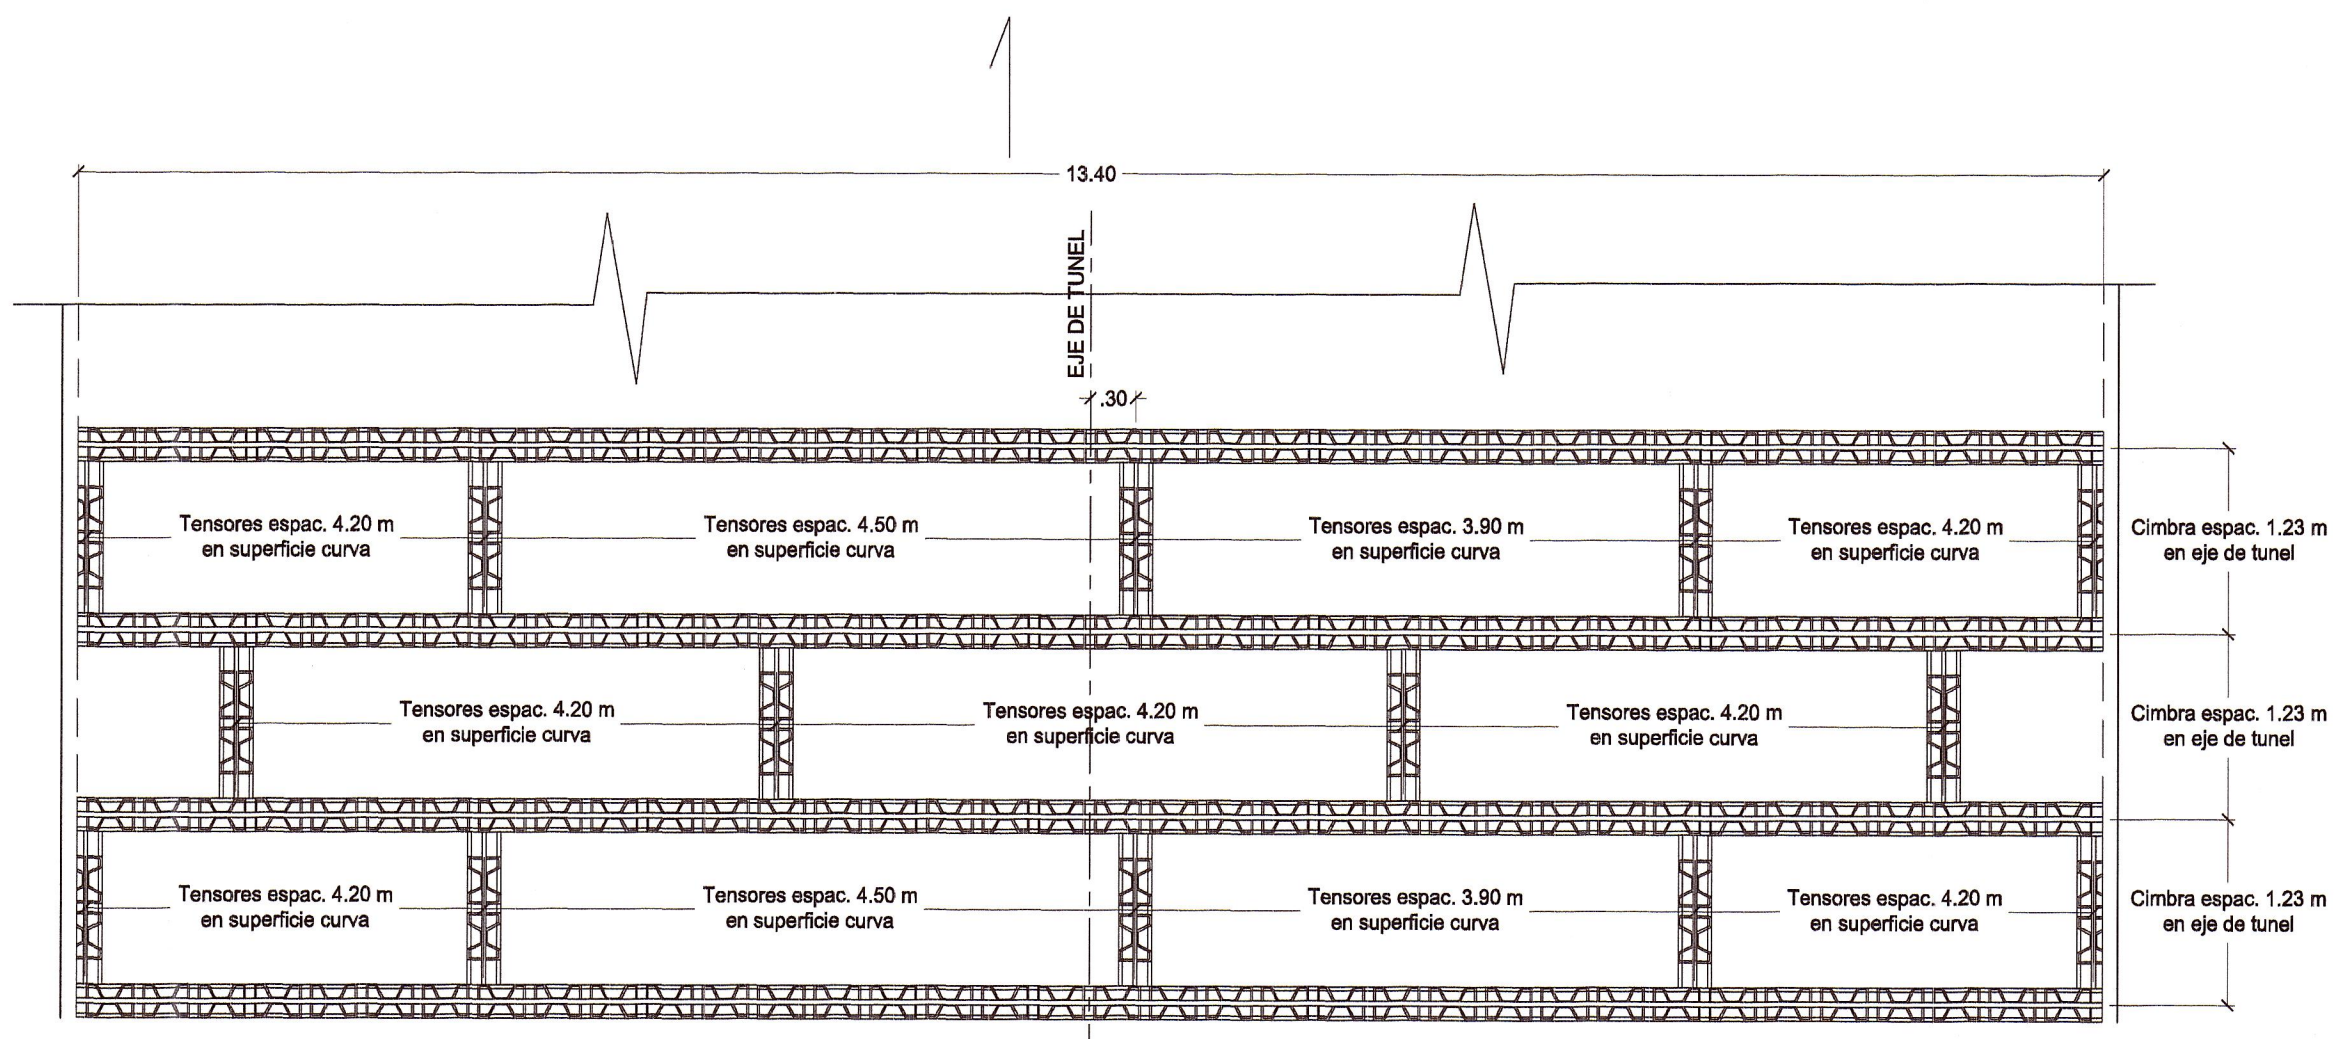 13.40
EJE DE TUNEL
.30
Tensores espac. 4.20 m
en superficie curva
Tensores espac. 4.50 m
en superficie curva
Tensores espac. 3.90 m
en superficie curva
Tensores espac. 4.20 m
en superficie curva
Cimbra espac. 1.23 m
en eje de tunel
Tensores espac. 4.20 m
en superficie curva
Tensores espac. 4.20 m
en superficie curva
Tensores espac. 4.20 m
en superficie curva
Cimbra espac. 1.23 m
en eje de tunel
Tensores espac. 4.20 m
en superficie curva
Tensores espac. 4.50 m
en superficie curva
Tensores espac. 3.90 m
en superficie curva
Tensores espac. 4.20 m
en superficie curva
Cimbra espac. 1.23 m
en eje de tunel